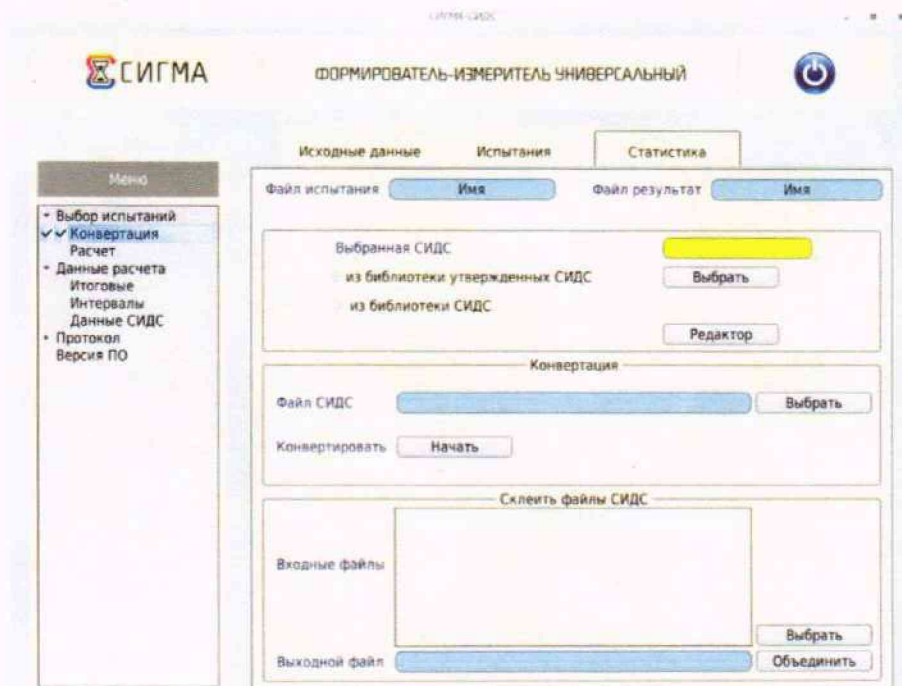 СИГМА-СИДС
СИГМА
ФОРМИРОВАТЕЛЬ-ИЗМЕРИТЕЛЬ УНИВЕРСАЛЬНЫЙ
Исходные данные Испытания Статистика
Меню
Файл испытания Имя Файл результат Имя
Выбор испытаний
Конвертация
Расчет
Данные расчета
Итоговые
Интервалы
Данные СИДС
Протокол
Версия ПО
Выбранная СИДС
из библиотеки утвержденных СИДС Выбрать
из библиотеки СИДС
Редактор
Конвертация
Файл СИДС Выбрать
Конвертировать Начать
Склеить файлы СИДС
Входные файлы
Выбрать
Выходной файл Объединить